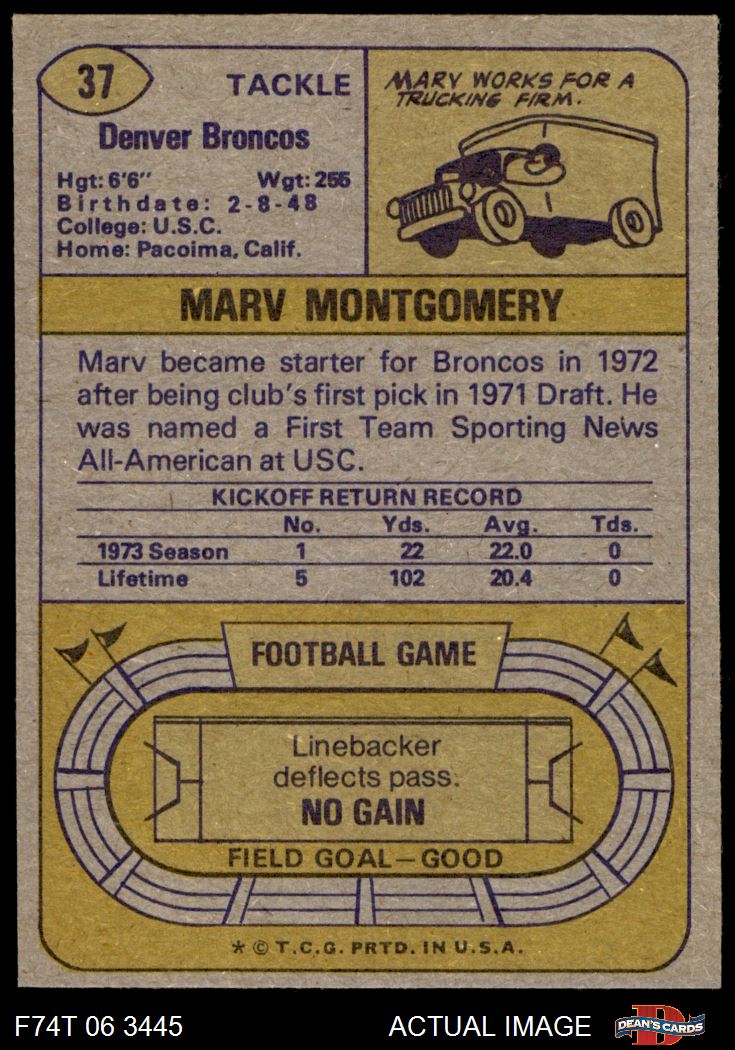 37
TACKLE
Denver Broncos
Hgt: 6'6" Wgt: 255
Birthdate: 2-8-48
College: U.S.C.
Home: Pacoima, Calif.
MARV WORKS FOR A
TRUCKING FIRM.
MARV MONTGOMERY
Marv became starter for Broncos in 1972
after being club's first pick in 1971 Draft. He
was named a First Team Sporting News
All-American at USC.
KICKOFF RETURN RECORD
No. Yds. Avg. Tds.
1973 Season 1 22 22.0 0
Lifetime 5 102 20.4 0
FOOTBALL GAME
Linebacker
deflects pass.
NO GAIN
FIELD GOAL—GOOD
* © T.C.G. PRTD. IN U.S.A.
F74T 06 3445 ACTUAL IMAGE DEAN'S CARDS